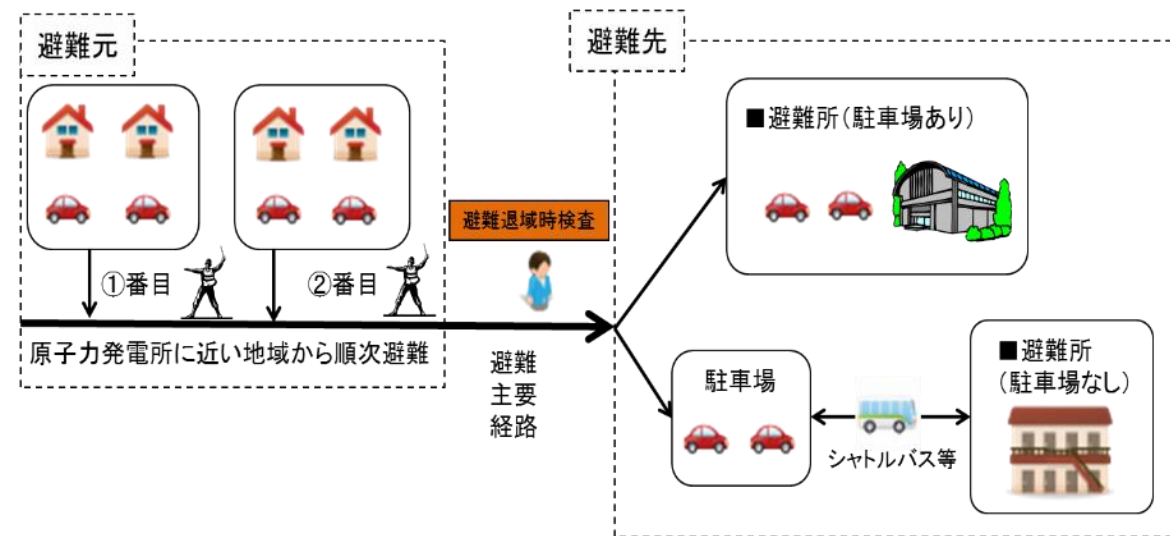 避難元
①番目
②番目
原子力発電所に近い地域から順次避難
避難退域時検査
避難
主要
経路
避難先
■避難所（駐車場あり）
駐車場
シャトルバス等
■避難所
（駐車場なし）